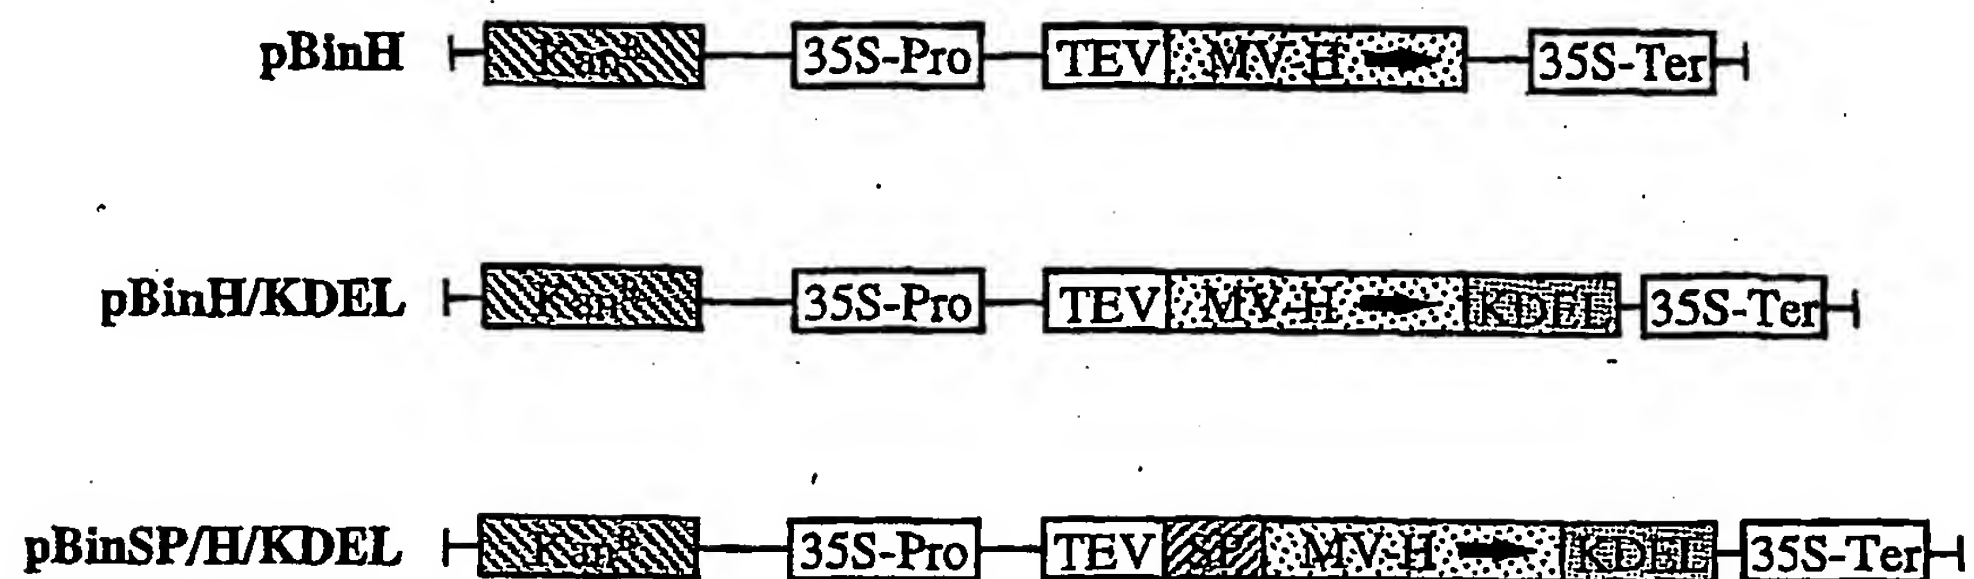 pBinH Kanᴿ 35S-Pro TEV MV-H 35S-Ter
pBinH/KDEL Kanᴿ 35S-Pro TEV MV-H KDEL 35S-Ter
pBinSP/H/KDEL Kanᴿ 35S-Pro TEV SP MV-H KDEL 35S-Ter